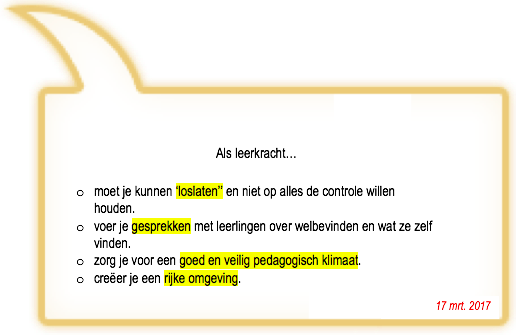 Als leerkracht…
o moet je kunnen ‘loslaten” en niet op alles de controle willen
houden.
o voer je gesprekken met leerlingen over welbevinden en wat ze zelf
vinden.
o zorg je voor een goed en veilig pedagogisch klimaat.
o creëer je een rijke omgeving.
17 mrt. 2017